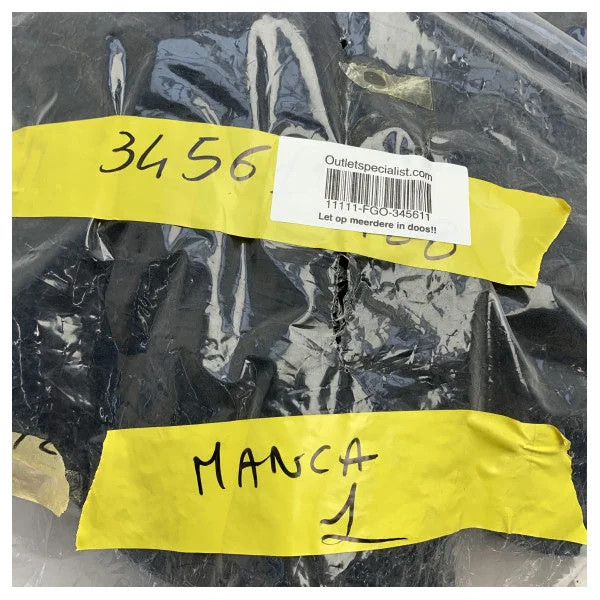 3456
Outletspecialist.com
11111-FGO-345611
Let op meerdere in doos!!
MANCA
1